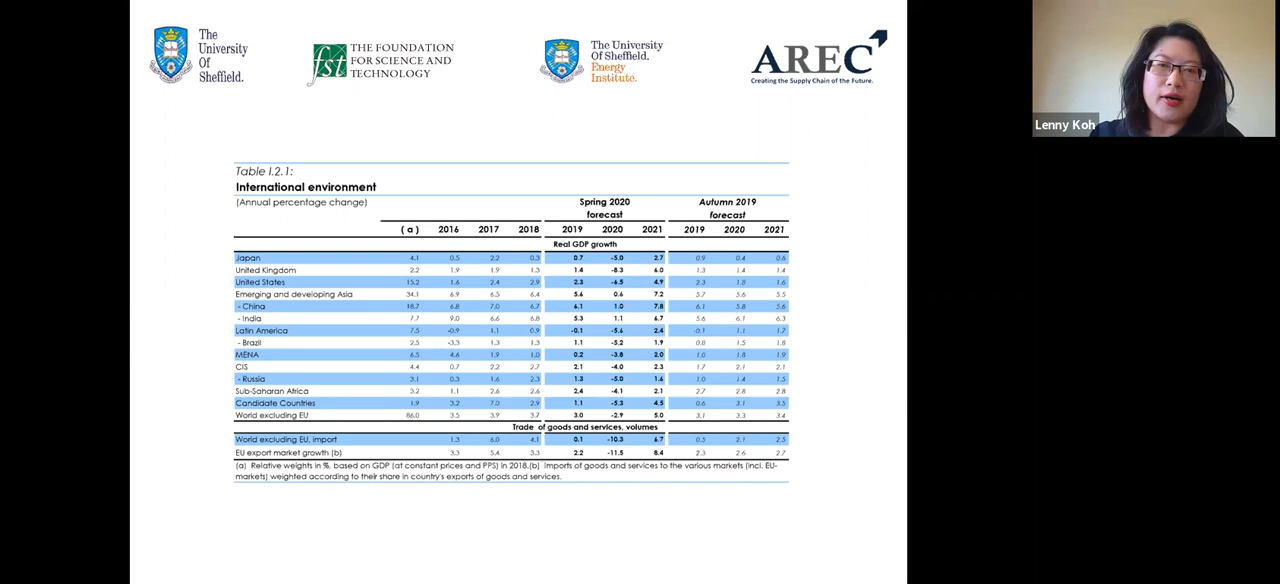 The
University
Of
Sheffield.
fst
THE FOUNDATION
FOR SCIENCE AND
TECHNOLOGY
The University
Of Sheffield.
Energy
Institute.
AREC
Creating the Supply Chain of the Future.
Lenny Koh
Table I.2.1:
International environment
(Annual percentage change) Spring 2020 Autumn 2019
forecast forecast
( a ) 2016 2017 2018 2019 2020 2021 2019 2020 2021
Real GDP growth
Japan 4.1 0.5 2.2 0.3 0.7 -5.0 2.7 0.9 0.4 0.6
United Kingdom 2.2 1.9 1.9 1.3 1.4 -8.3 6.0 1.3 1.4 1.4
United States 15.2 1.6 2.4 2.9 2.3 -6.5 4.9 2.3 1.8 1.6
Emerging and developing Asia 34.1 6.9 6.5 6.4 5.6 0.6 7.2 5.7 5.6 5.5
- China 18.7 6.8 7.0 6.7 6.1 1.0 7.8 6.1 5.8 5.6
- India 7.7 9.0 6.6 6.8 5.3 1.1 6.7 5.6 6.1 6.3
Latin America 7.5 -0.9 1.1 0.9 -0.1 -5.6 2.4 -0.1 1.1 1.7
- Brazil 2.5 -3.3 1.3 1.3 1.1 -5.2 1.9 0.8 1.5 1.8
MENA 6.5 4.6 1.9 1.0 0.2 -3.8 2.0 1.0 1.8 1.9
CIS 4.4 0.7 2.2 2.7 2.1 -4.0 2.3 1.7 2.1 2.1
- Russia 3.1 0.3 1.6 2.3 1.3 -5.0 1.6 1.0 1.4 1.5
Sub-Saharan Africa 3.2 1.1 2.6 2.6 2.4 -4.1 2.1 2.7 2.8 2.8
Candidate Countries 1.9 3.2 7.0 2.9 1.1 -5.3 4.5 0.6 3.1 3.5
World excluding EU 86.0 3.5 3.9 3.7 3.0 -2.9 5.0 3.1 3.3 3.4
Trade of goods and services, volumes
World excluding EU, import 1.3 6.0 4.1 0.1 -10.3 6.7 0.5 2.1 2.5
EU export market growth (b) 3.3 5.4 3.3 2.2 -11.5 8.4 2.3 2.6 2.7
(a) Relative weights in %, based on GDP (at constant prices and PPS) in 2018.(b) Imports of goods and services to the various markets (incl. EU-
markets) weighted according to their share in country's exports of goods and services.